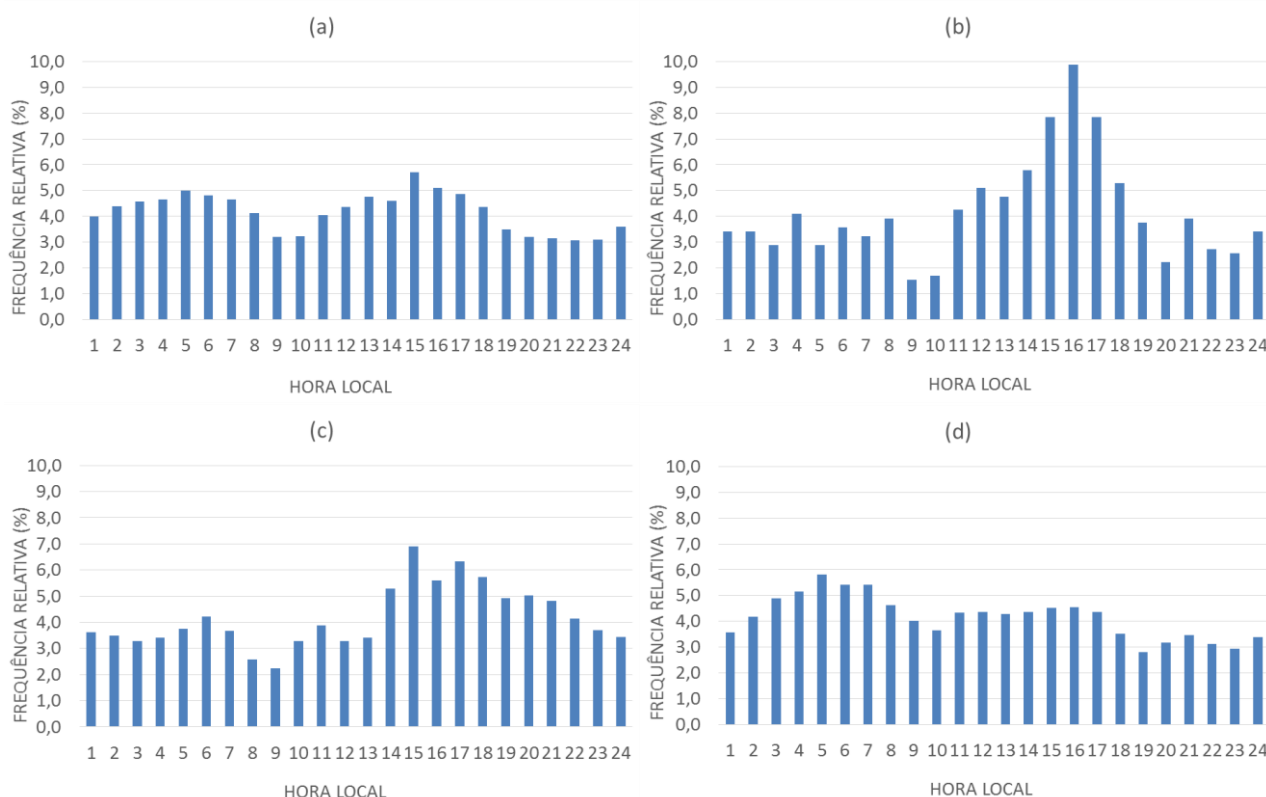 (a)
FREQUÊNCIA RELATIVA (%)
10,0
9,0
8,0
7,0
6,0
5,0
4,0
3,0
2,0
1,0
0,0
1 2 3 4 5 6 7 8 9 10 11 12 13 14 15 16 17 18 19 20 21 22 23 24
HORA LOCAL
(b)
FREQUÊNCIA RELATIVA (%)
10,0
9,0
8,0
7,0
6,0
5,0
4,0
3,0
2,0
1,0
0,0
1 2 3 4 5 6 7 8 9 10 11 12 13 14 15 16 17 18 19 20 21 22 23 24
HORA LOCAL
(c)
FREQUÊNCIA RELATIVA (%)
10,0
9,0
8,0
7,0
6,0
5,0
4,0
3,0
2,0
1,0
0,0
1 2 3 4 5 6 7 8 9 10 11 12 13 14 15 16 17 18 19 20 21 22 23 24
HORA LOCAL
(d)
FREQUÊNCIA RELATIVA (%)
10,0
9,0
8,0
7,0
6,0
5,0
4,0
3,0
2,0
1,0
0,0
1 2 3 4 5 6 7 8 9 10 11 12 13 14 15 16 17 18 19 20 21 22 23 24
HORA LOCAL